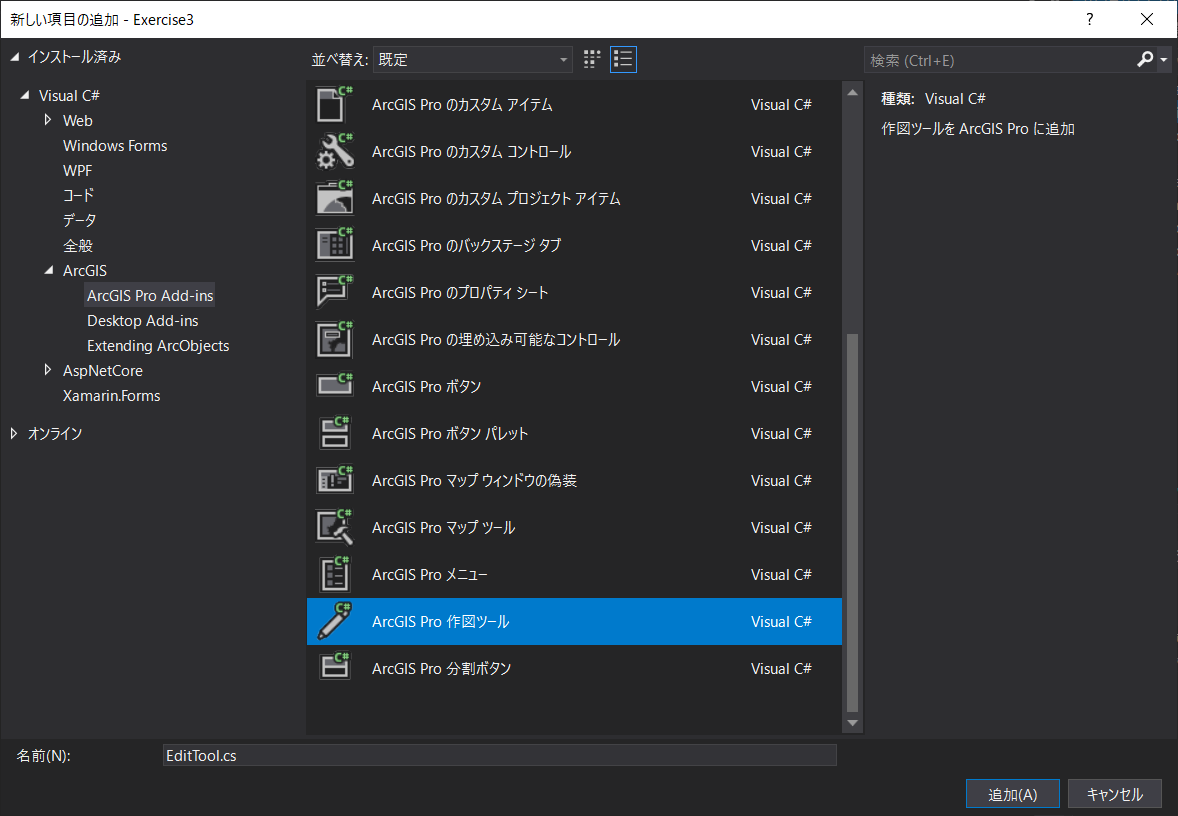 新しい項目の追加 - Exercise3
?
インストール済み
並べ替え: 既定
検索 (Ctrl+E)
Visual C#
Web
Windows Forms
WPF
コード
データ
全般
ArcGIS
ArcGIS Pro Add-ins
Desktop Add-ins
Extending ArcObjects
AspNetCore
Xamarin.Forms
オンライン
ArcGIS Pro のカスタム アイテム Visual C#
ArcGIS Pro のカスタム コントロール Visual C#
ArcGIS Pro のカスタム プロジェクト アイテム Visual C#
ArcGIS Pro のバックステージ タブ Visual C#
ArcGIS Pro のプロパティ シート Visual C#
ArcGIS Pro の埋め込み可能なコントロール Visual C#
ArcGIS Pro ボタン Visual C#
ArcGIS Pro ボタン パレット Visual C#
ArcGIS Pro マップ ウィンドウの偽装 Visual C#
ArcGIS Pro マップ ツール Visual C#
ArcGIS Pro メニュー Visual C#
ArcGIS Pro 作図ツール Visual C#
ArcGIS Pro 分割ボタン Visual C#
種類: Visual C#
作図ツールを ArcGIS Pro に追加
名前(N): EditTool.cs
追加(A) キャンセル